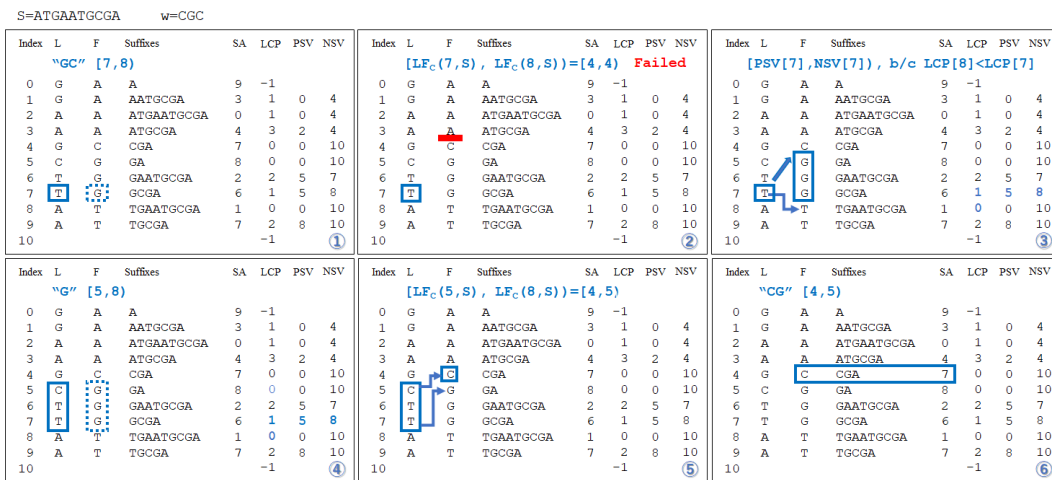 S=ATGAATGCGA w=CGC
Index L F Suffixes SA LCP PSV NSV
“GC” [7,8)
0 G A A 9 −1
1 G A AATGCGA 3 1 0 4
2 A A ATGAATGCGA 0 1 0 4
3 A A ATGCGA 4 3 2 4
4 G C CGA 7 0 0 10
5 C G GA 8 0 0 10
6 T G GAATGCGA 2 2 5 7
7 T G GCGA 6 1 5 8
8 A T TGAATGCGA 1 0 0 10
9 A T TGCGA 7 2 8 10
10 −1
①
Index L F Suffixes SA LCP PSV NSV
[LF_C(7,S), LF_C(8,S))=[4,4) Failed
0 G A A 9 −1
1 G A AATGCGA 3 1 0 4
2 A A ATGAATGCGA 0 1 0 4
3 A A ATGCGA 4 3 2 4
4 G C CGA 7 0 0 10
5 C G GA 8 0 0 10
6 T G GAATGCGA 2 2 5 7
7 T G GCGA 6 1 5 8
8 A T TGAATGCGA 1 0 0 10
9 A T TGCGA 7 2 8 10
10 −1
②
Index L F Suffixes SA LCP PSV NSV
[PSV[7],NSV[7]), b/c LCP[8]<LCP[7]
0 G A A 9 −1
1 G A AATGCGA 3 1 0 4
2 A A ATGAATGCGA 0 1 0 4
3 A A ATGCGA 4 3 2 4
4 G C CGA 7 0 0 10
5 C G GA 8 0 0 10
6 T G GAATGCGA 2 2 5 7
7 T G GCGA 6 1 5 8
8 A T TGAATGCGA 1 0 0 10
9 A T TGCGA 7 2 8 10
10 −1
③
Index L F Suffixes SA LCP PSV NSV
“G” [5,8)
0 G A A 9 −1
1 G A AATGCGA 3 1 0 4
2 A A ATGAATGCGA 0 1 0 4
3 A A ATGCGA 4 3 2 4
4 G C CGA 7 0 0 10
5 C G GA 8 0 0 10
6 T G GAATGCGA 2 2 5 7
7 T G GCGA 6 1 5 8
8 A T TGAATGCGA 1 0 0 10
9 A T TGCGA 7 2 8 10
10 −1
④
Index L F Suffixes SA LCP PSV NSV
[LF_C(5,S), LF_C(8,S))=[4,5)
0 G A A 9 −1
1 G A AATGCGA 3 1 0 4
2 A A ATGAATGCGA 0 1 0 4
3 A A ATGCGA 4 3 2 4
4 G C CGA 7 0 0 10
5 C G GA 8 0 0 10
6 T G GAATGCGA 2 2 5 7
7 T G GCGA 6 1 5 8
8 A T TGAATGCGA 1 0 0 10
9 A T TGCGA 7 2 8 10
10 −1
⑤
Index L F Suffixes SA LCP PSV NSV
“CG” [4,5)
0 G A A 9 −1
1 G A AATGCGA 3 1 0 4
2 A A ATGAATGCGA 0 1 0 4
3 A A ATGCGA 4 3 2 4
4 G C CGA 7 0 0 10
5 C G GA 8 0 0 10
6 T G GAATGCGA 2 2 5 7
7 T G GCGA 6 1 5 8
8 A T TGAATGCGA 1 0 0 10
9 A T TGCGA 7 2 8 10
10 −1
⑥